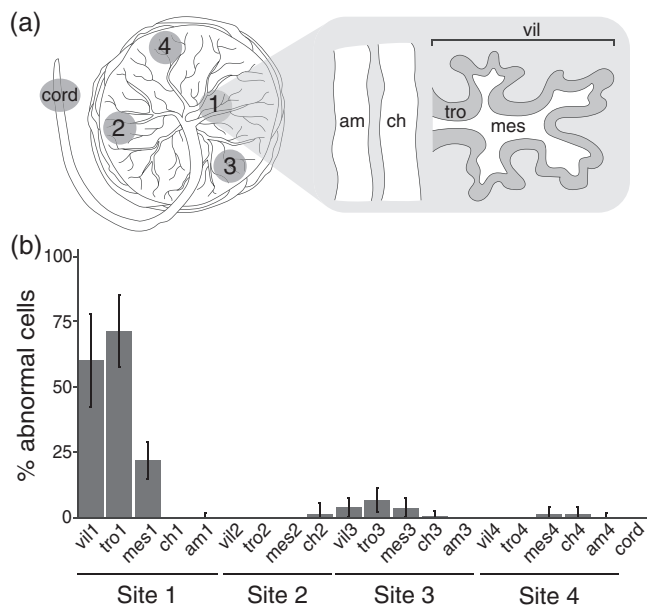 (a)
vil
4
cord
1
2
3
am
ch
tro
mes
(b)
% abnormal cells
100
75
50
25
0
vil1 tro1 mes1 ch1 am1 vil2 tro2 mes2 ch2 vil3 tro3 mes3 ch3 am3 vil4 tro4 mes4 ch4 am4 cord
Site 1 Site 2 Site 3 Site 4